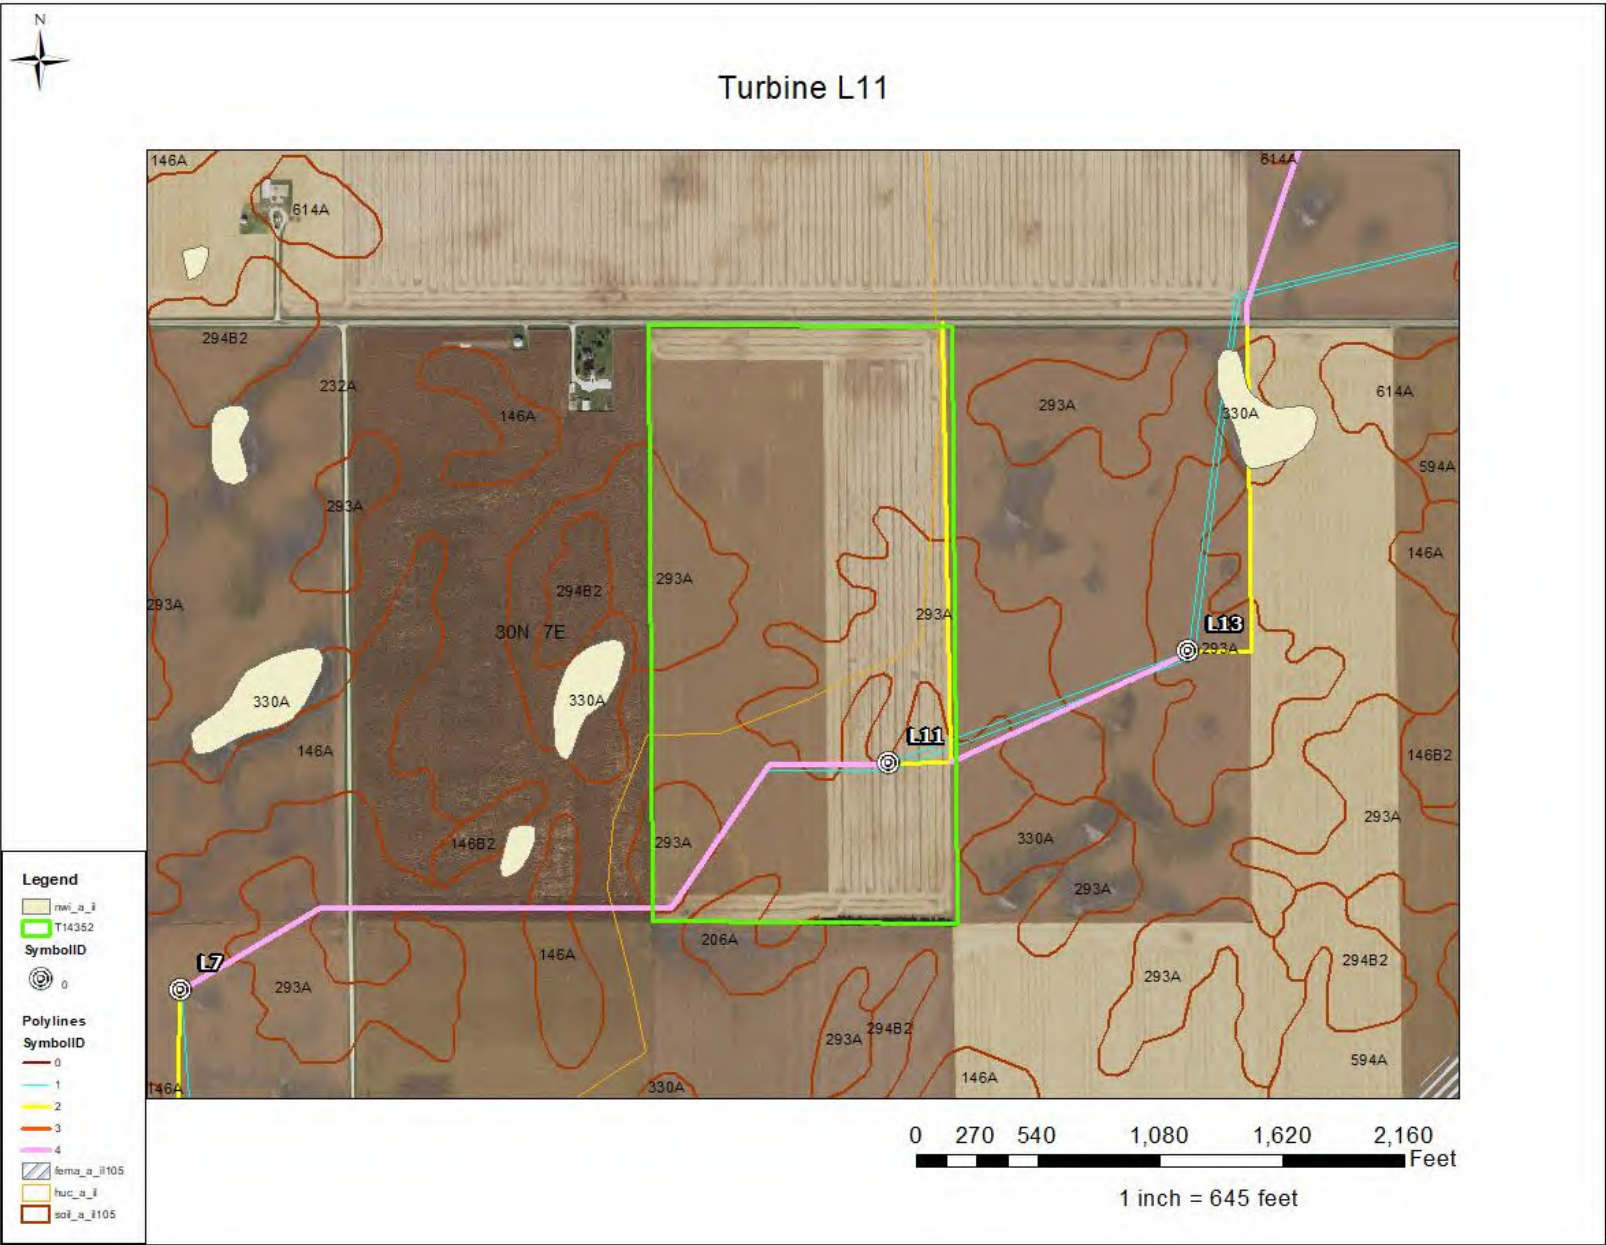 N
Turbine L11
146A
614A
614A
294B2
232A
146A
293A
330A
614A
594A
293A
293A
294B2
293A
146A
293A
30N 7E
L13
293A
330A
330A
L11
146A
146B2
146B2
293A
330A
293A
293A
206A
146A
L7
293A
293A
294B2
293A
294B2
594A
146A
330A
146A
Legend
nwi_a_il
T14352
SymbolID
0
Polylines
SymbolID
0
1
2
3
4
fema_a_il105
huc_a_il
soil_a_il105
0 270 540 1,080 1,620 2,160
Feet
1 inch = 645 feet